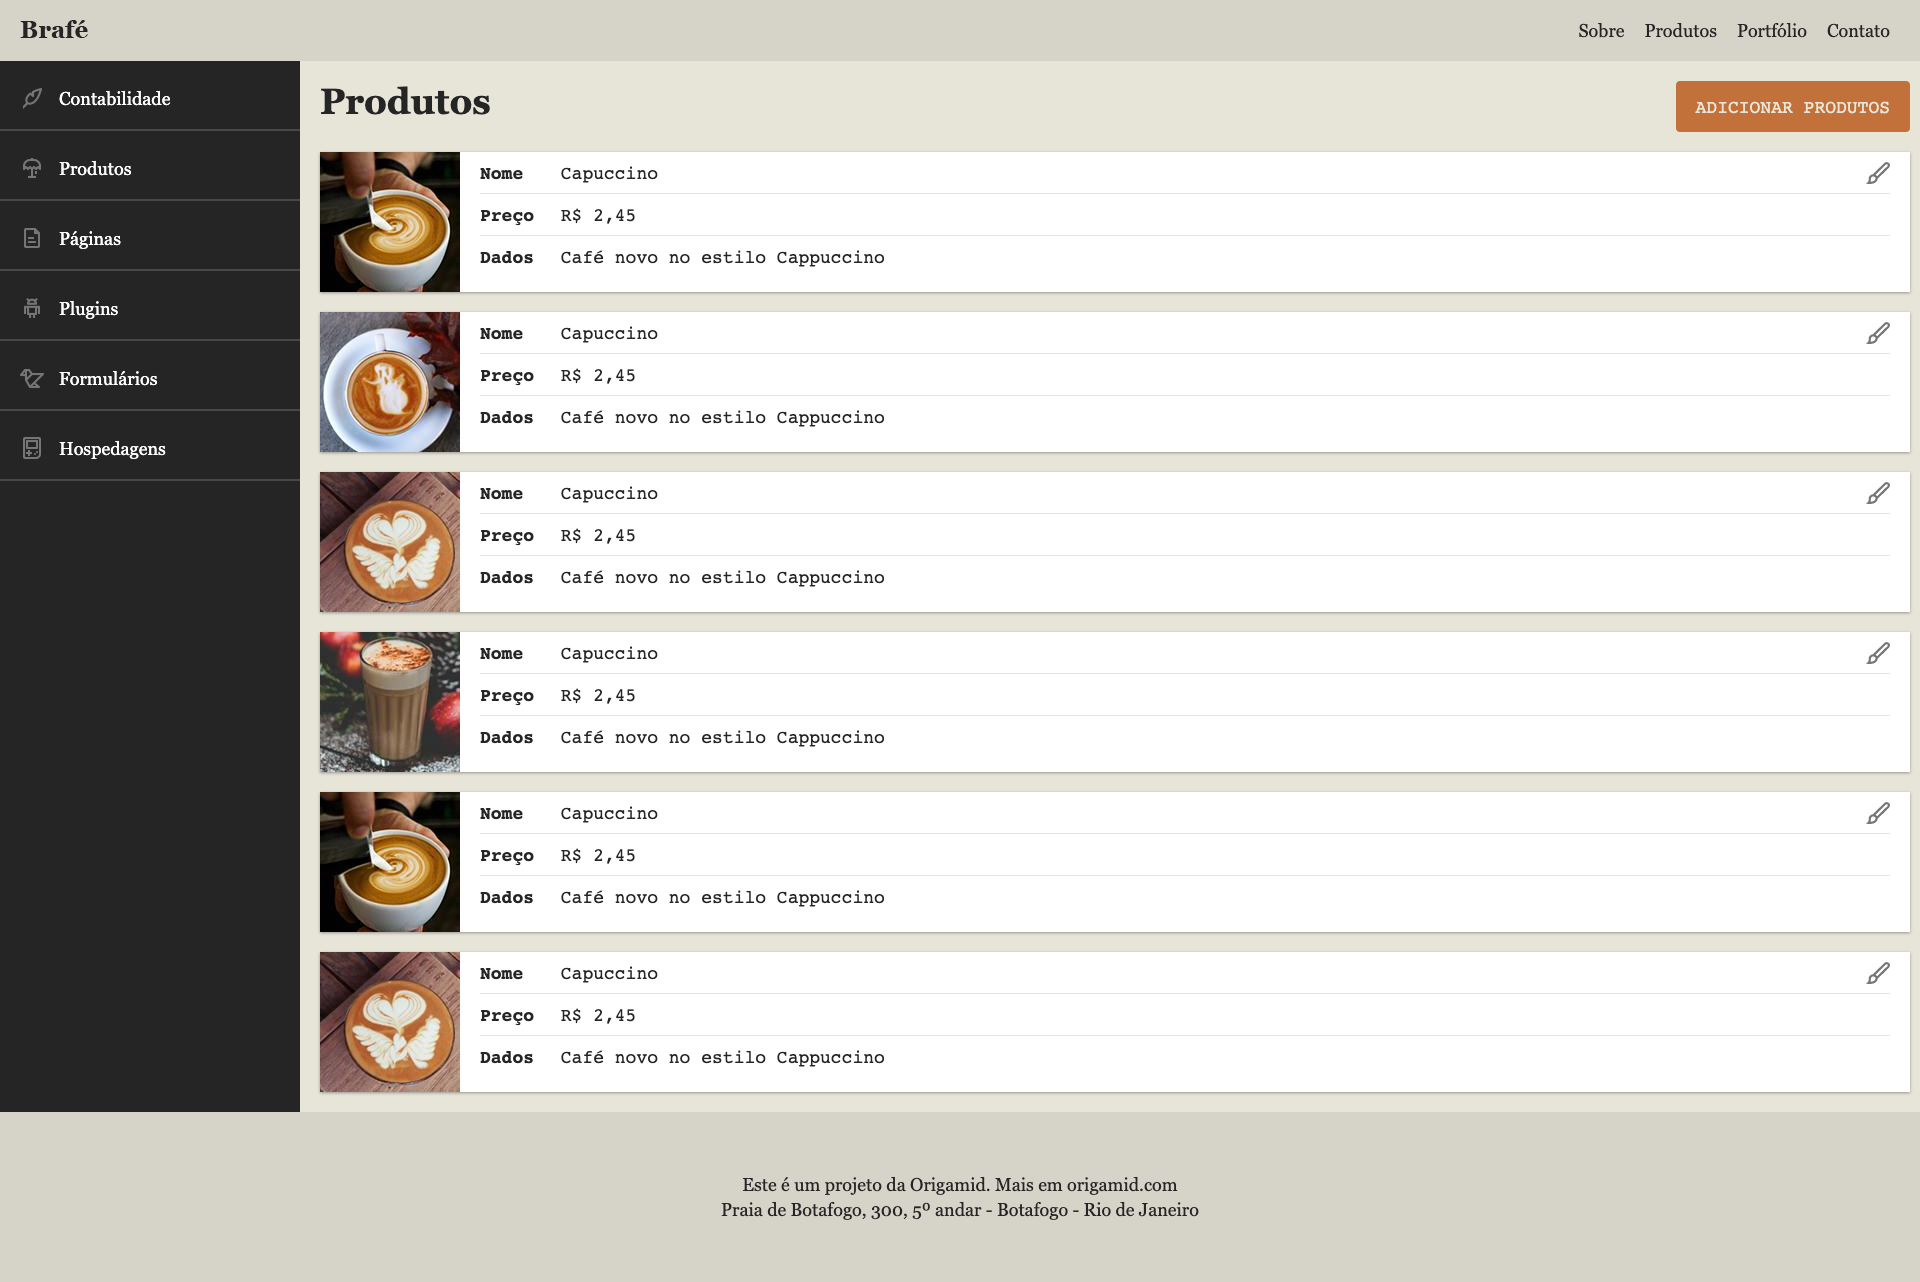 Brafé
Sobre Produtos Portfólio Contato
Contabilidade
Produtos
Páginas
Plugins
Formulários
Hospedagens
Produtos
ADICIONAR PRODUTOS
Nome Capuccino
Preço R$ 2,45
Dados Café novo no estilo Cappuccino
Nome Capuccino
Preço R$ 2,45
Dados Café novo no estilo Cappuccino
Nome Capuccino
Preço R$ 2,45
Dados Café novo no estilo Cappuccino
Nome Capuccino
Preço R$ 2,45
Dados Café novo no estilo Cappuccino
Nome Capuccino
Preço R$ 2,45
Dados Café novo no estilo Cappuccino
Nome Capuccino
Preço R$ 2,45
Dados Café novo no estilo Cappuccino
Este é um projeto da Origamid. Mais em origamid.com
Praia de Botafogo, 300, 5º andar - Botafogo - Rio de Janeiro